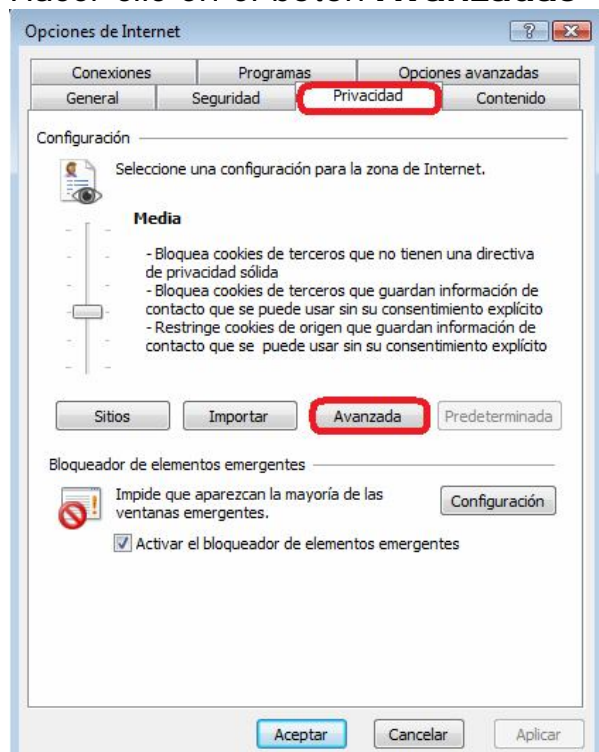 Hacer clic en el botón Avanzadas
Opciones de Internet
Conexiones Programas Opciones avanzadas
General Seguridad Privacidad Contenido
Configuración
Seleccione una configuración para la zona de Internet.
Media
- Bloquea cookies de terceros que no tienen una directiva
de privacidad sólida
- Bloquea cookies de terceros que guardan información de
contacto que se puede usar sin su consentimiento explícito
- Restringe cookies de origen que guardan información de
contacto que se puede usar sin su consentimiento explícito
Sitios Importar Avanzada Predeterminada
Bloqueador de elementos emergentes
Impide que aparezcan la mayoría de las
ventanas emergentes.
Configuración
Activar el bloqueador de elementos emergentes
Aceptar Cancelar Aplicar